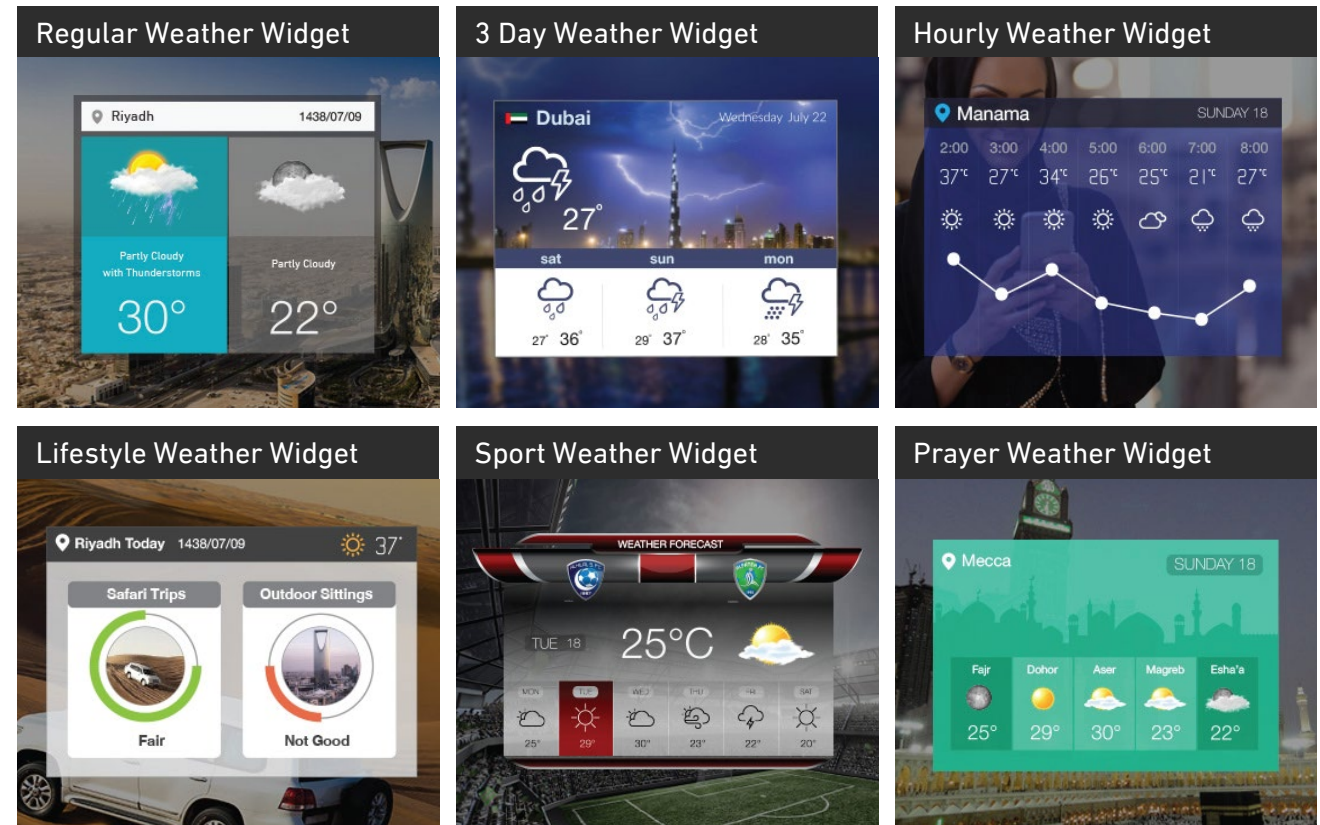 Regular Weather Widget
Riyadh 1438/07/09
Partly Cloudy
with Thunderstorms
30°
Partly Cloudy
22°
3 Day Weather Widget
Dubai Wednesday July 22
27°
sat sun mon
27° 36° 29° 37° 28° 35°
Hourly Weather Widget
Manama SUNDAY 18
2:00 3:00 4:00 5:00 6:00 7:00 8:00
37°C 27°C 34°C 26°C 25°C 21°C 27°C
Lifestyle Weather Widget
Riyadh Today 1438/07/09 37°
Safari Trips
Fair
Outdoor Sittings
Not Good
Sport Weather Widget
WEATHER FORECAST
TUE 18 25°C
MON TUE WED THU FRI SAT
25° 29° 30° 23° 22° 20°
Prayer Weather Widget
Mecca SUNDAY 18
Fajr Dohor Aser Magreb Esha'a
25° 29° 30° 23° 22°